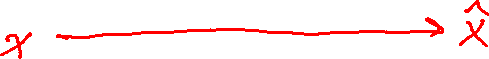 x → x̂